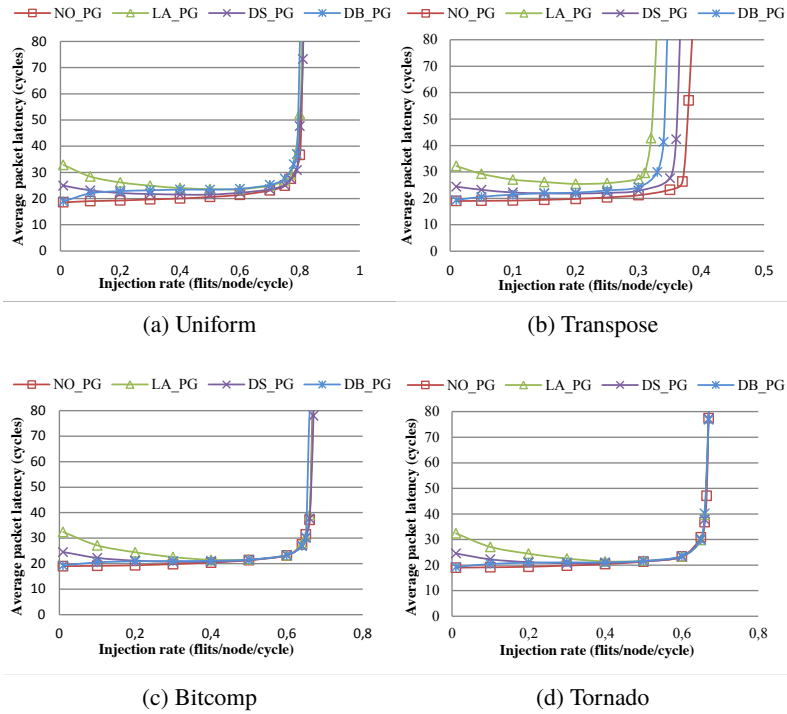 NO_PG LA_PG DS_PG DB_PG
Average packet latency (cycles)
80
70
60
50
40
30
20
10
0
0 0,2 0,4 0,6 0,8 1
Injection rate (flits/node/cycle)
(a) Uniform
NO_PG LA_PG DS_PG DB_PG
Average packet latency (cycles)
80
70
60
50
40
30
20
10
0
0 0,1 0,2 0,3 0,4 0,5
Injection rate (flits/node/cycle)
(b) Transpose
NO_PG LA_PG DS_PG DB_PG
Average packet latency (cycles)
80
70
60
50
40
30
20
10
0
0 0,2 0,4 0,6 0,8
Injection rate (flits/node/cycle)
(c) Bitcomp
NO_PG LA_PG DS_PG DB_PG
Average packet latency (cycles)
80
70
60
50
40
30
20
10
0
0 0,2 0,4 0,6 0,8
Injection rate (flits/node/cycle)
(d) Tornado